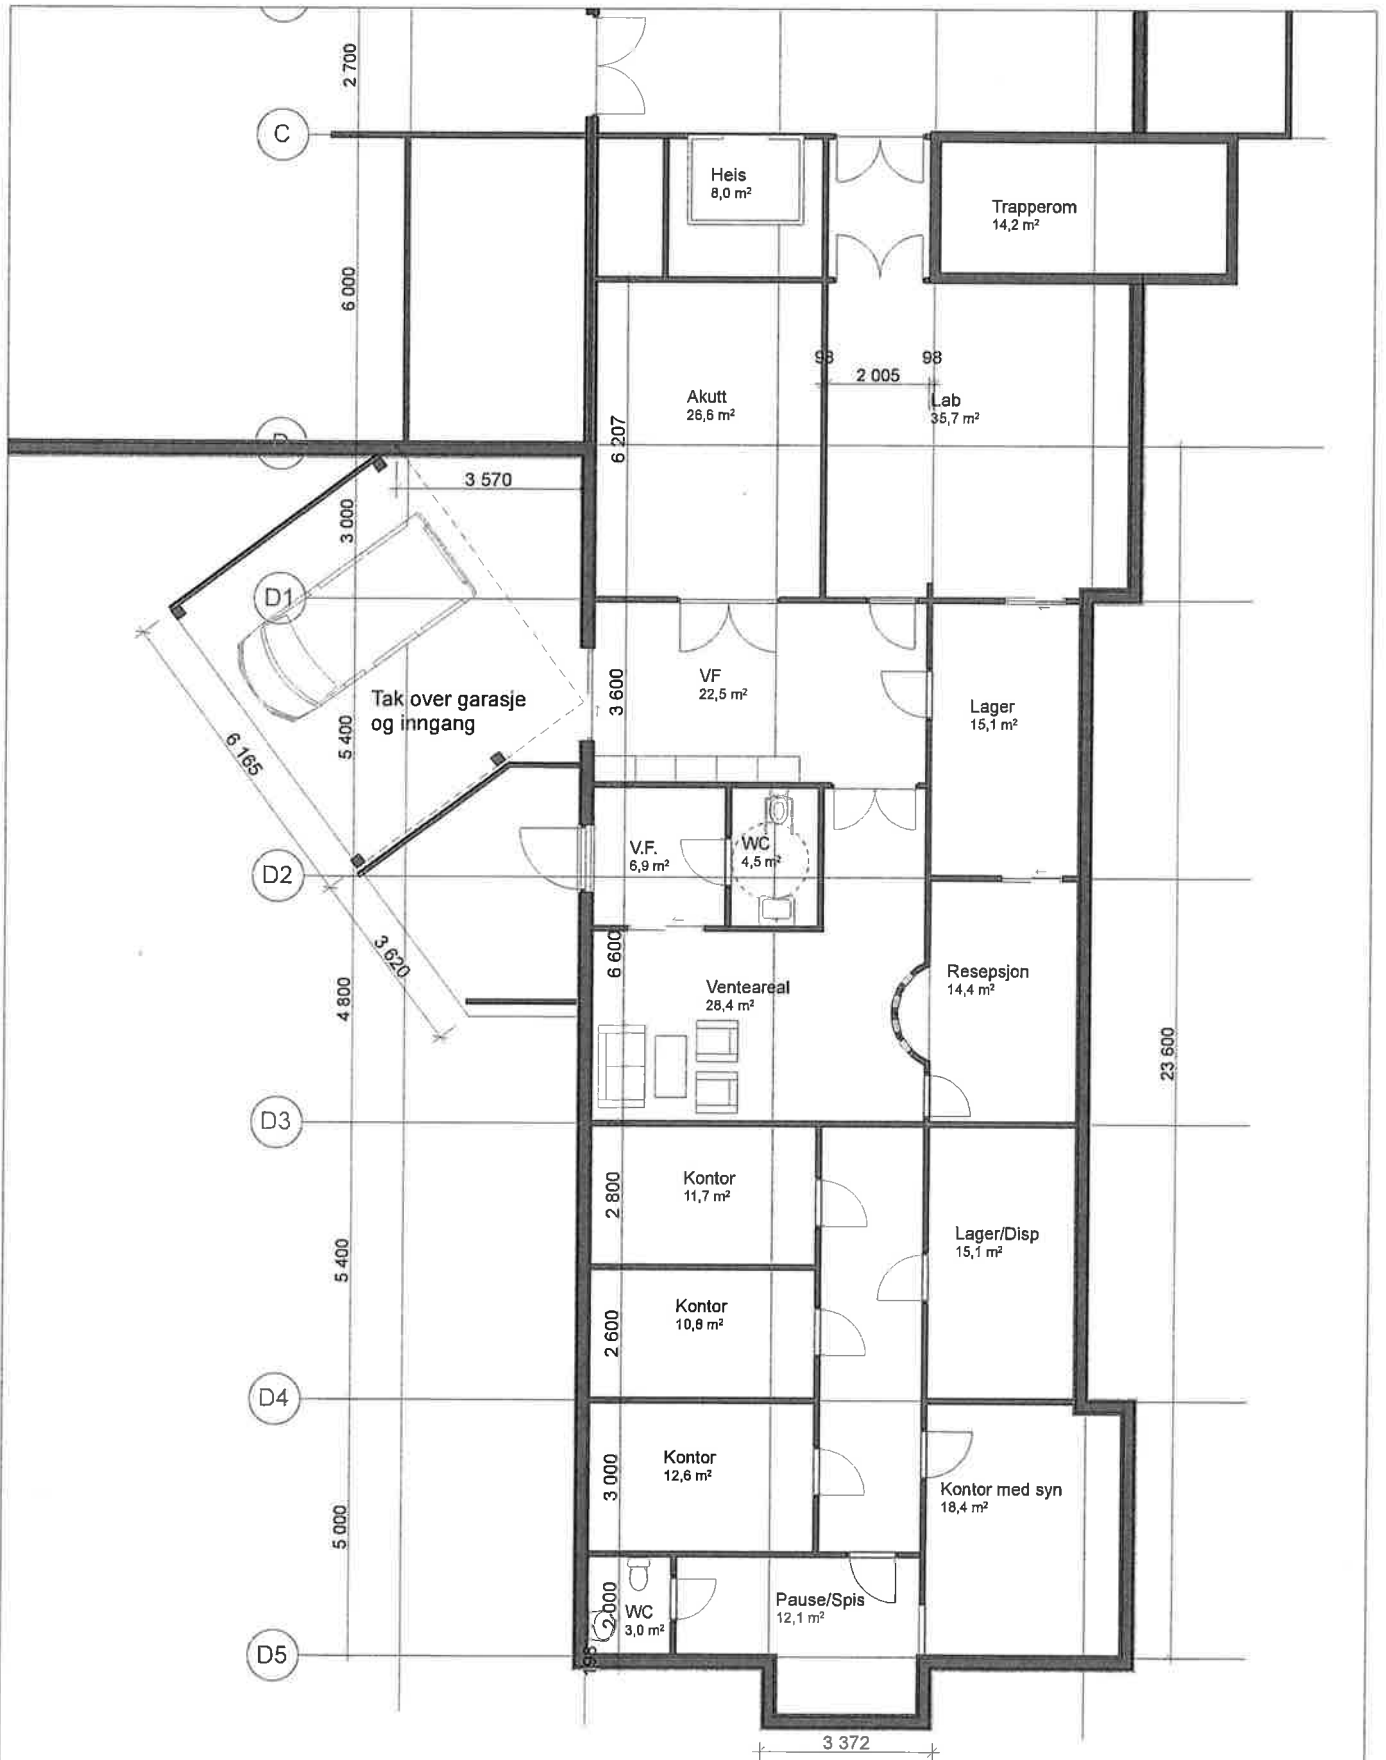 2 700
C
Heis
8,0 m²
Trapperom
14,2 m²
6 000
98
98
2 005
Akutt
26,6 m²
Lab
35,7 m²
6 207
D
3 570
3 000
D1
3 600
VF
22,5 m²
Tak over garasje
og inngang
Lager
15,1 m²
5 400
6 165
V.F.
6,9 m²
WC
4,5 m²
D2
6 600
3 620
Venteareal
28,4 m²
Resepsjon
14,4 m²
4 800
23 600
D3
2 800
Kontor
11,7 m²
Lager/Disp
15,1 m²
5 400
2 600
Kontor
10,8 m²
D4
3 000
Kontor
12,6 m²
Kontor med syn
18,4 m²
5 000
2 000
WC
3,0 m²
Pause/Spis
12,1 m²
D5
198
3 372